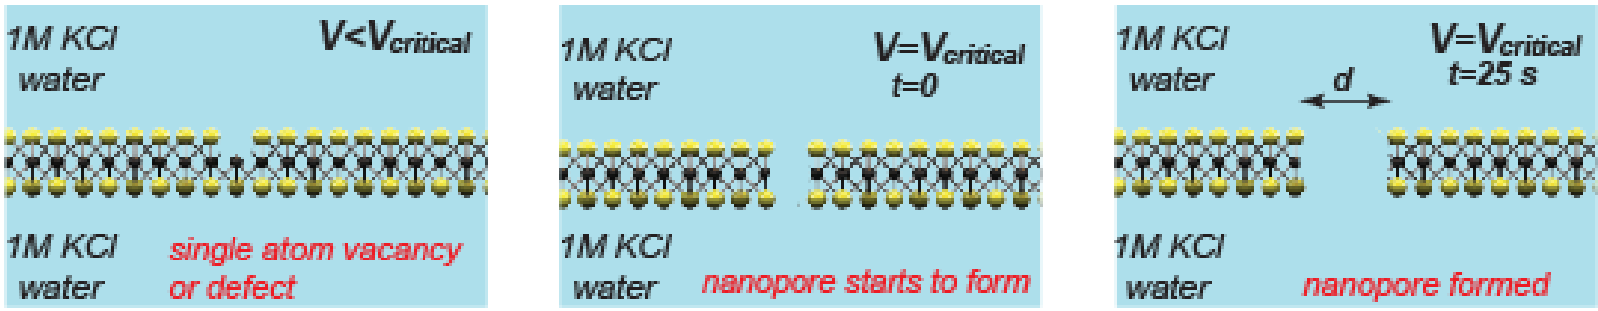 1M KCl
water
V<Vcritical
1M KCl
water
single atom vacancy
or defect
1M KCl
water
V=Vcritical
t=0
1M KCl
water
nanopore starts to form
1M KCl
water
V=Vcritical
t=25 s
d
1M KCl
water
nanopore formed